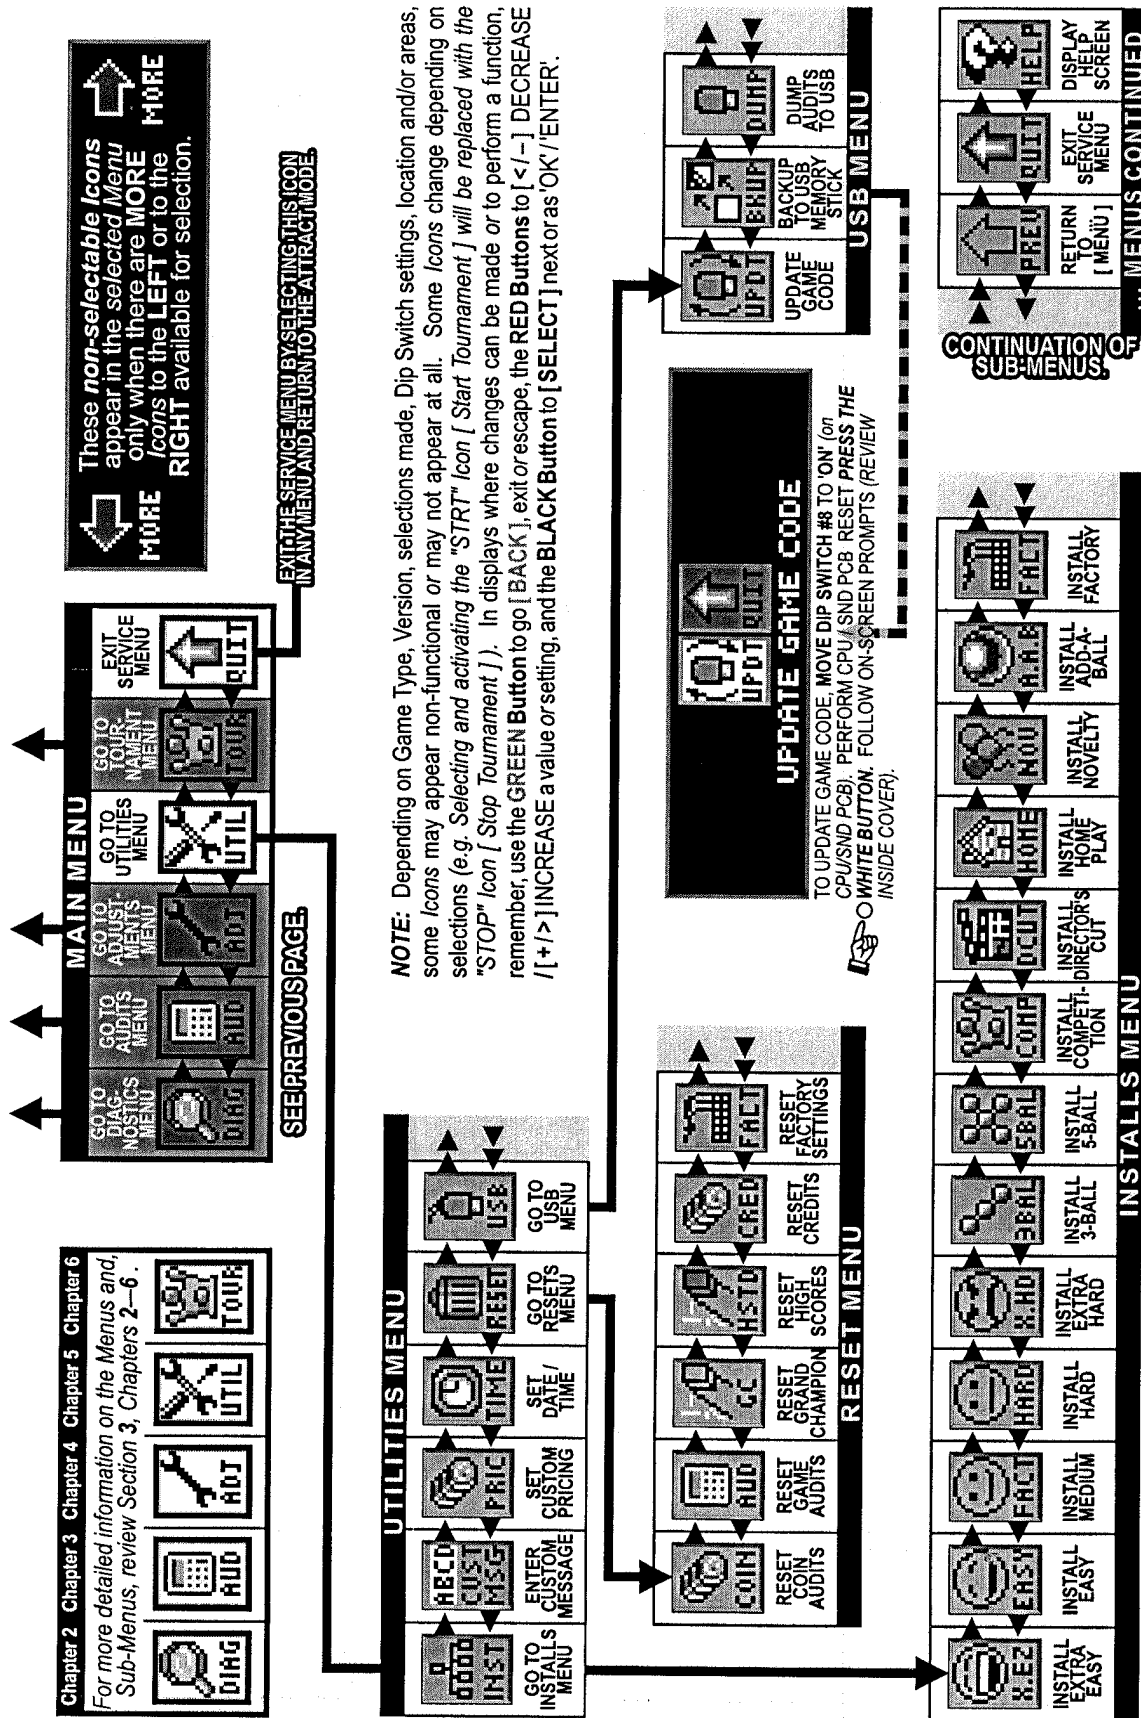 Chapter 2 Chapter 3 Chapter 4 Chapter 5 Chapter 6
For more detailed information on the Menus and,
Sub-Menus, review Section 3, Chapters 2—6 .
DIAG
AUD
ADJ
UTIL
TOUR
MAIN MENU
GO TO
DIAG-
NOSTICS
MENU
GO TO
AUDITS
MENU
GO TO
ADJUST-
MENTS
MENU
GO TO
UTILITIES
MENU
GO TO
TOUR-
NAMENT
MENU
EXIT
SERVICE
MENU
DIAG
AUD
ADJ
UTIL
TOUR
QUIT
SEE PREVIOUS PAGE.
MORE
These non-selectable Icons
appear in the selected Menu
only when there are MORE
Icons to the LEFT or to the
RIGHT available for selection.
MORE
EXIT THE SERVICE MENU BY SELECTING THIS ICON
IN ANY MENU AND RETURN TO THE ATTRACT MODE.
NOTE: Depending on Game Type, Version, selections made, Dip Switch settings, location and/or areas,
some Icons may appear non-functional or may not appear at all. Some Icons change depending on
selections (e.g. Selecting and activating the "STRT" Icon [ Start Tournament ] will be replaced with the
"STOP" Icon [ Stop Tournament ] ). In displays where changes can be made or to perform a function,
remember, use the GREEN Button to go [ BACK ], exit or escape, the RED Buttons to [ < / – ] DECREASE
/ [ + / > ] INCREASE a value or setting, and the BLACK Button to [ SELECT ] next or as 'OK' / 'ENTER'.
UTILITIES MENU
INST
ABCD
CUST
MSG
PRIC
TIME
RESET
USB
GO TO
INSTALLS
MENU
ENTER
CUSTOM
MESSAGE
SET
CUSTOM
PRICING
SET
DATE /
TIME
GO TO
RESETS
MENU
GO TO
USB
MENU
COIN
AUD
GC
HSTD
CRED
FACT
RESET
COIN
AUDITS
RESET
GAME
AUDITS
RESET
GRAND
CHAMPION
RESET
HIGH
SCORES
RESET
CREDITS
RESET
FACTORY
SETTINGS
RESET MENU
UPDT
QUIT
UPDATE GAME CODE
TO UPDATE GAME CODE, MOVE DIP SWITCH #8 TO 'ON' (on
CPU/SND PCB). PERFORM CPU / SND PCB RESET PRESS THE
WHITE BUTTON. FOLLOW ON-SCREEN PROMPTS (REVIEW
INSIDE COVER).
UPDT
BKUP
DUMP
UPDATE
GAME
CODE
BACKUP
TO USB
MEMORY
STICK
DUMP
AUDITS
TO USB
USB MENU
X.EZ
EASY
FACT
HARD
X.HD
3BAL
5BAL
COMP
DCUT
HOME
NOV
A.A.B
FACT
INSTALL
EXTRA
EASY
INSTALL
EASY
INSTALL
MEDIUM
INSTALL
HARD
INSTALL
EXTRA
HARD
INSTALL
3-BALL
INSTALL
5-BALL
INSTALL
COMPETI-
TION
INSTALL
DIRECTOR'S
CUT
INSTALL
HOME
PLAY
INSTALL
NOVELTY
INSTALL
ADD-A-
BALL
INSTALL
FACTORY
INSTALLS MENU
CONTINUATION OF
SUB-MENUS.
PREV
QUIT
HELP
RETURN
TO
[ MENU ]
EXIT
SERVICE
MENU
DISPLAY
HELP
SCREEN
... MENUS CONTINUED